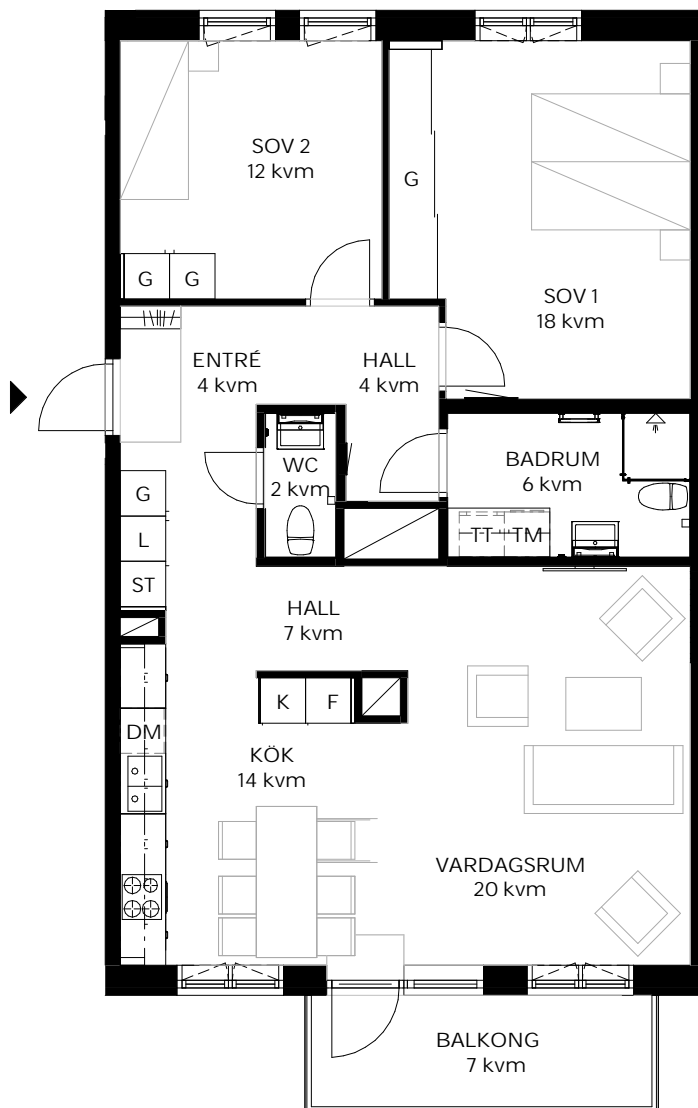 SOV 2
12 kvm
G
G
G
SOV 1
18 kvm
ENTRÉ
4 kvm
HALL
4 kvm
WC
2 kvm
BADRUM
6 kvm
G
L
ST
TT
TM
HALL
7 kvm
K
F
DM
KÖK
14 kvm
VARDAGSRUM
20 kvm
BALKONG
7 kvm